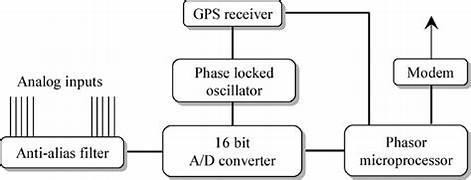 GPS receiver
Analog inputs
Phase locked
oscillator
Modem
Anti-alias filter
16 bit
A/D converter
Phasor
microprocessor